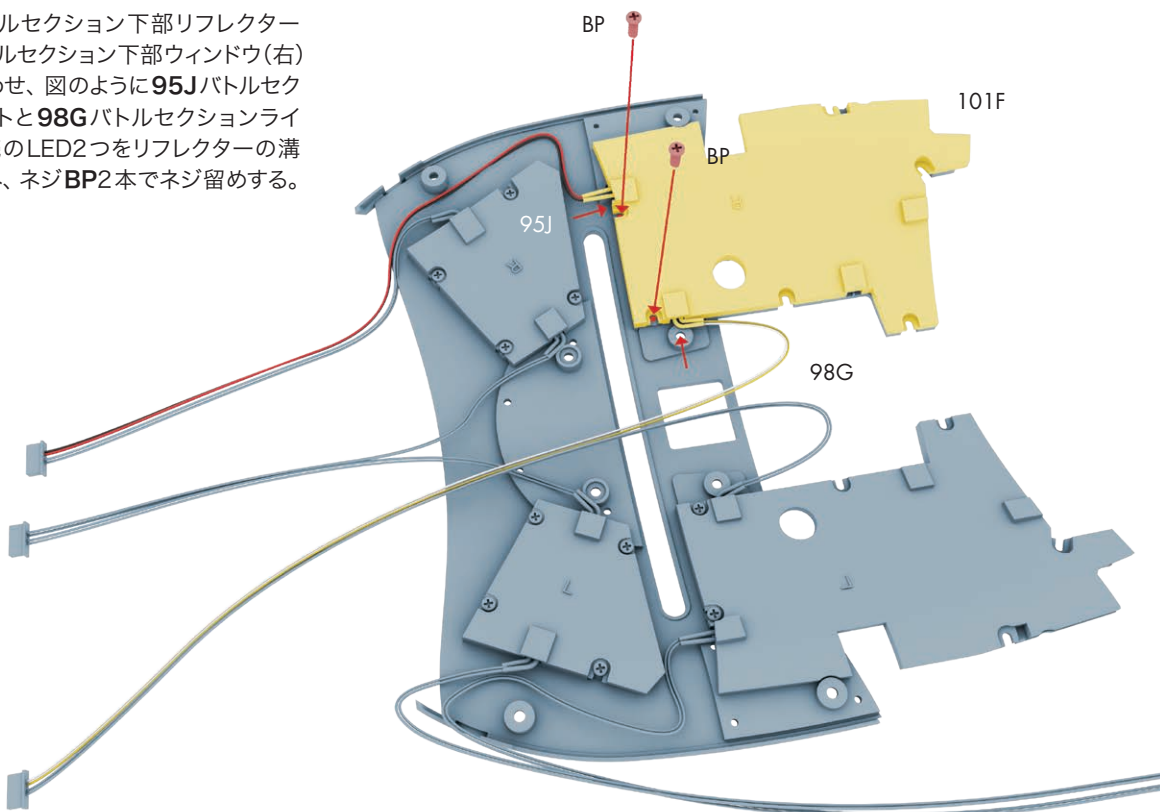 ルセクション下部リフレクター
ルセクション下部ウィンドウ（右）
わせ、図のように95Jバトルセク
トと98Gバトルセクションライ
のLED2つをリフレクターの溝
、ネジBP2本でネジ留めする。
BP
101F
BP
95J
98G
R
R
L
L